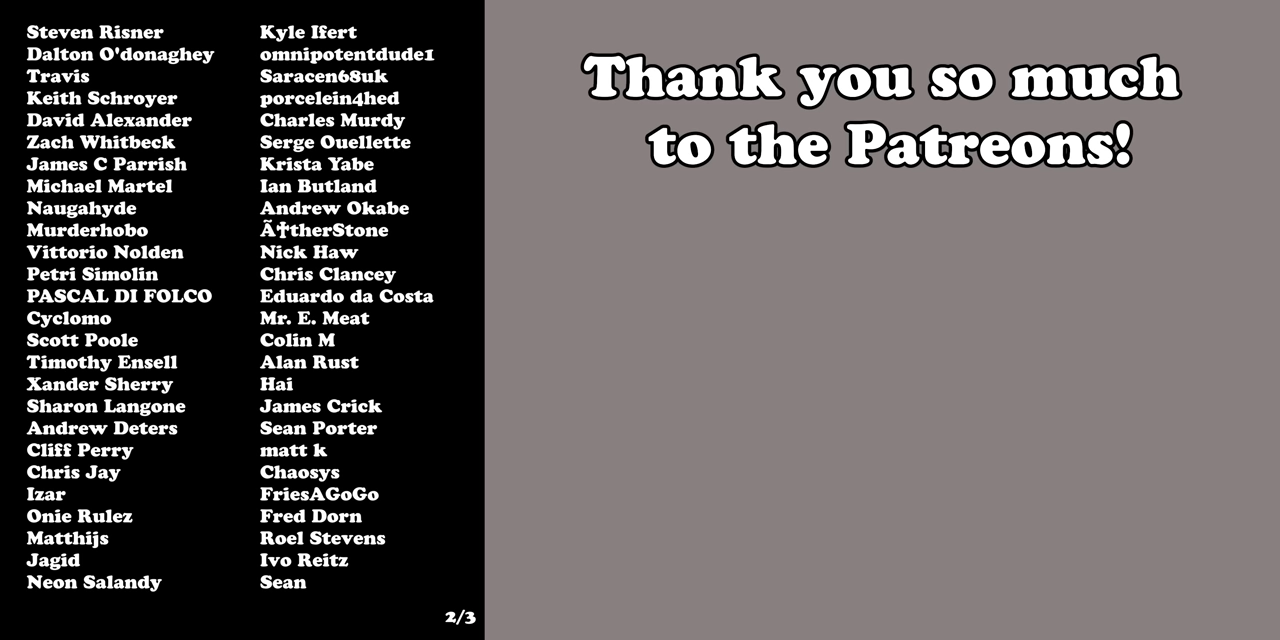 Steven Risner
Dalton O'donaghey
Travis
Keith Schroyer
David Alexander
Zach Whitbeck
James C Parrish
Michael Martel
Naugahyde
Murderhobo
Vittorio Nolden
Petri Simolin
PASCAL DI FOLCO
Cyclomo
Scott Poole
Timothy Ensell
Xander Sherry
Sharon Langone
Andrew Deters
Cliff Perry
Chris Jay
Izar
Onie Rulez
Matthijs
Jagid
Neon Salandy
Kyle Ifert
omnipotentdude1
Saracen68uk
porcelein4hed
Charles Murdy
Serge Ouellette
Krista Yabe
Ian Butland
Andrew Okabe
Ã†therStone
Nick Haw
Chris Clancey
Eduardo da Costa
Mr. E. Meat
Colin M
Alan Rust
Hai
James Crick
Sean Porter
matt k
Chaosys
FriesAGoGo
Fred Dorn
Roel Stevens
Ivo Reitz
Sean
2/3
Thank you so much
to the Patreons!